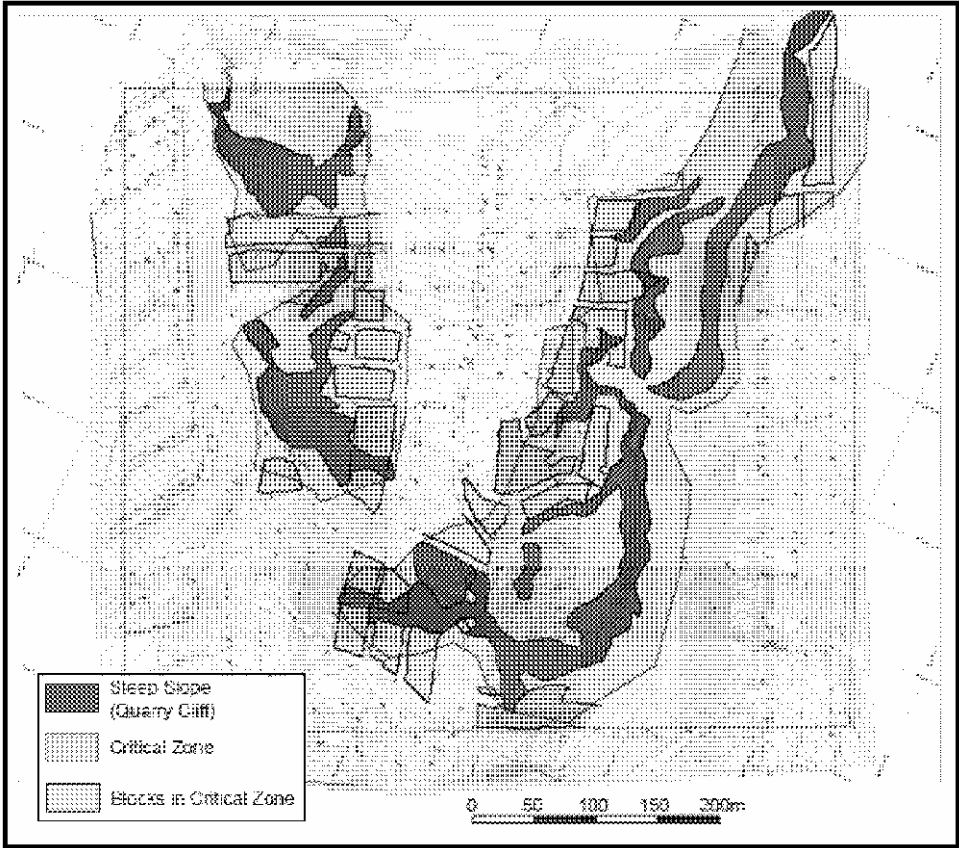 Steep Slope
(Quarry Cliff)
Critical Zone
Blocks in Critical Zone
0 50 100 150 200m